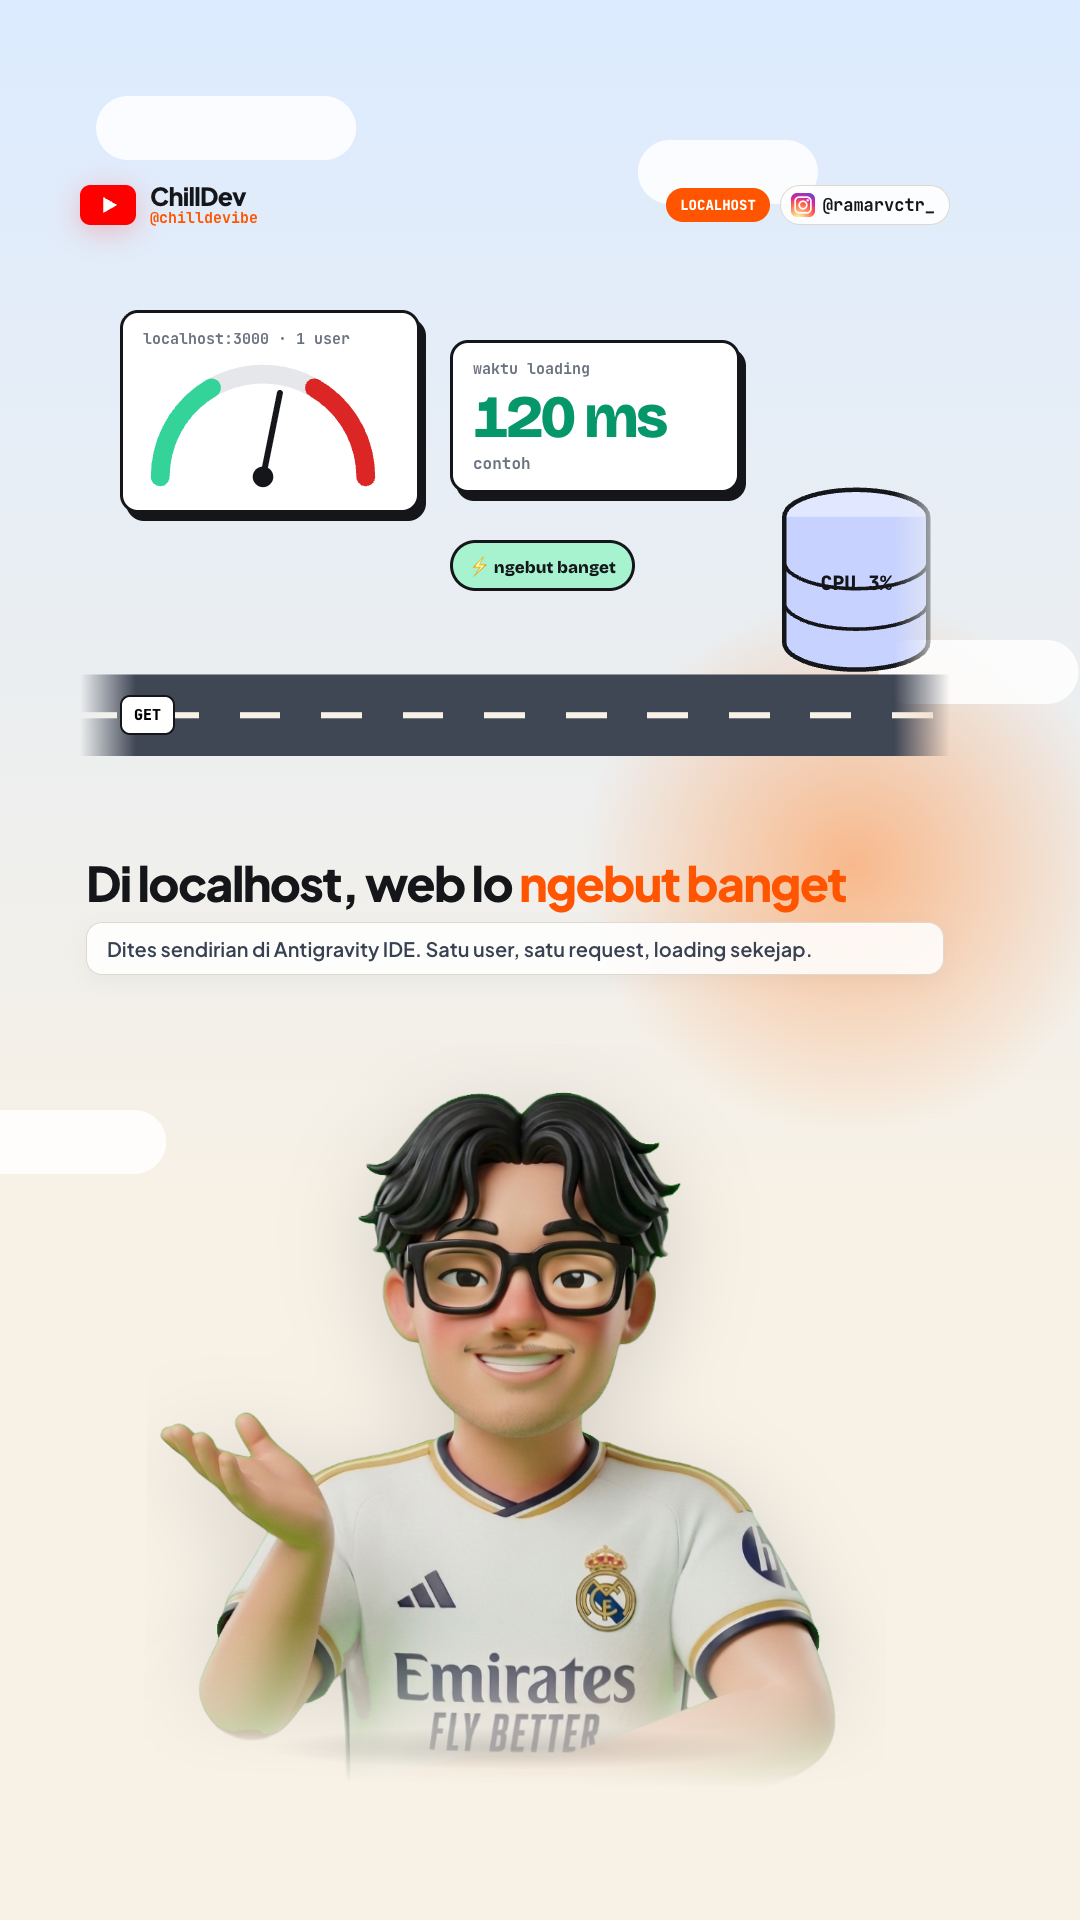 ChillDev
@chilldevibe
LOCALHOST
@ramarvctr_
localhost:3000 · 1 user
waktu loading
120 ms
contoh
⚡ ngebut banget
CPU 3%
GET
Di localhost, web lo ngebut banget
Dites sendirian di Antigravity IDE. Satu user, satu request, loading sekejap.
h
Emirates
FLY BETTER